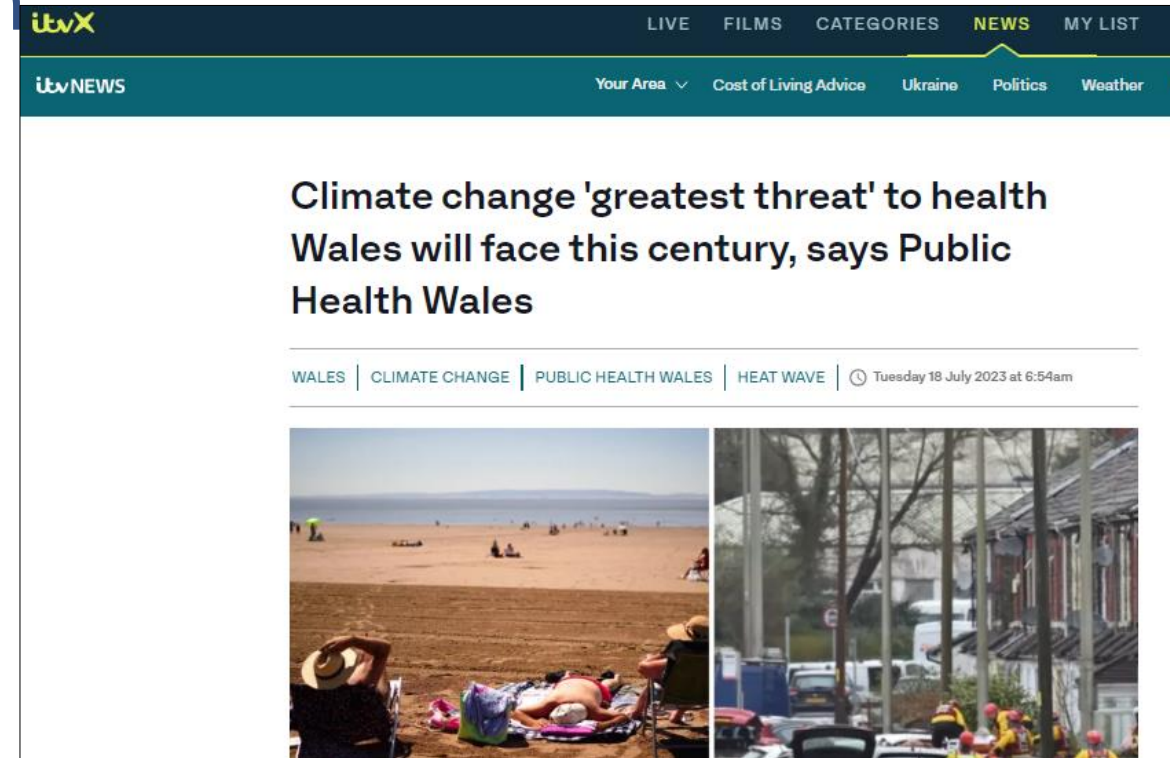 itvX LIVE FILMS CATEGORIES NEWS MY LIST
itv NEWS Your Area Cost of Living Advice Ukraine Politics Weather
Climate change 'greatest threat' to health
Wales will face this century, says Public
Health Wales
WALES CLIMATE CHANGE PUBLIC HEALTH WALES HEAT WAVE Tuesday 18 July 2023 at 6:54am